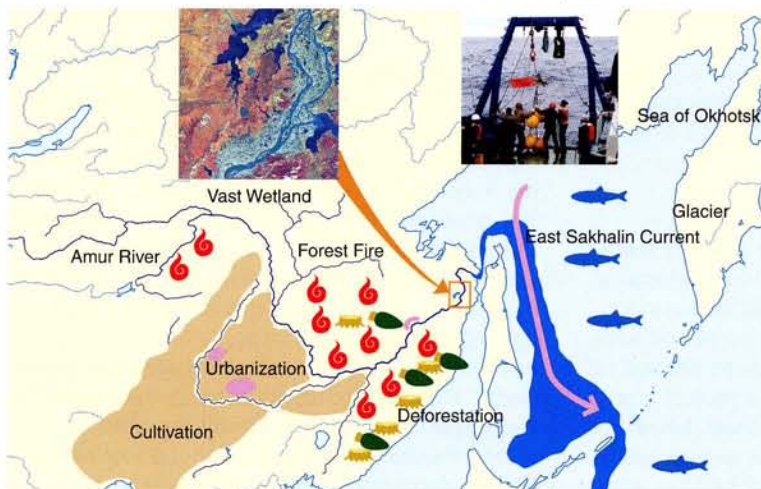 Sea of Okhotsk
Vast Wetland
Glacier
East Sakhalin Current
Amur River
Forest Fire
Urbanization
Deforestation
Cultivation